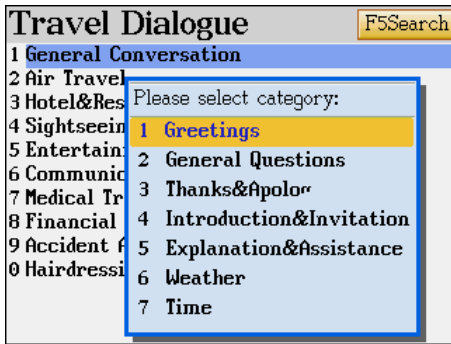 Travel Dialogue
F5Search
1 General Conversation
2 Air Travel
3 Hotel&Res
4 Sightseein
5 Entertain
6 Communic
7 Medical Tr
8 Financial
9 Accident A
0 Hairdressi
Please select category:
1 Greetings
2 General Questions
3 Thanks&Apolo
4 Introduction&Invitation
5 Explanation&Assistance
6 Weather
7 Time